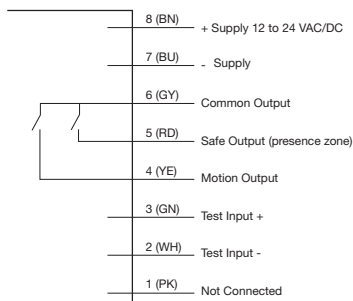 8 (BN) + Supply 12 to 24 VAC/DC
7 (BU) - Supply
6 (GY) Common Output
5 (RD) Safe Output (presence zone)
4 (YE) Motion Output
3 (GN) Test Input +
2 (WH) Test Input -
1 (PK) Not Connected